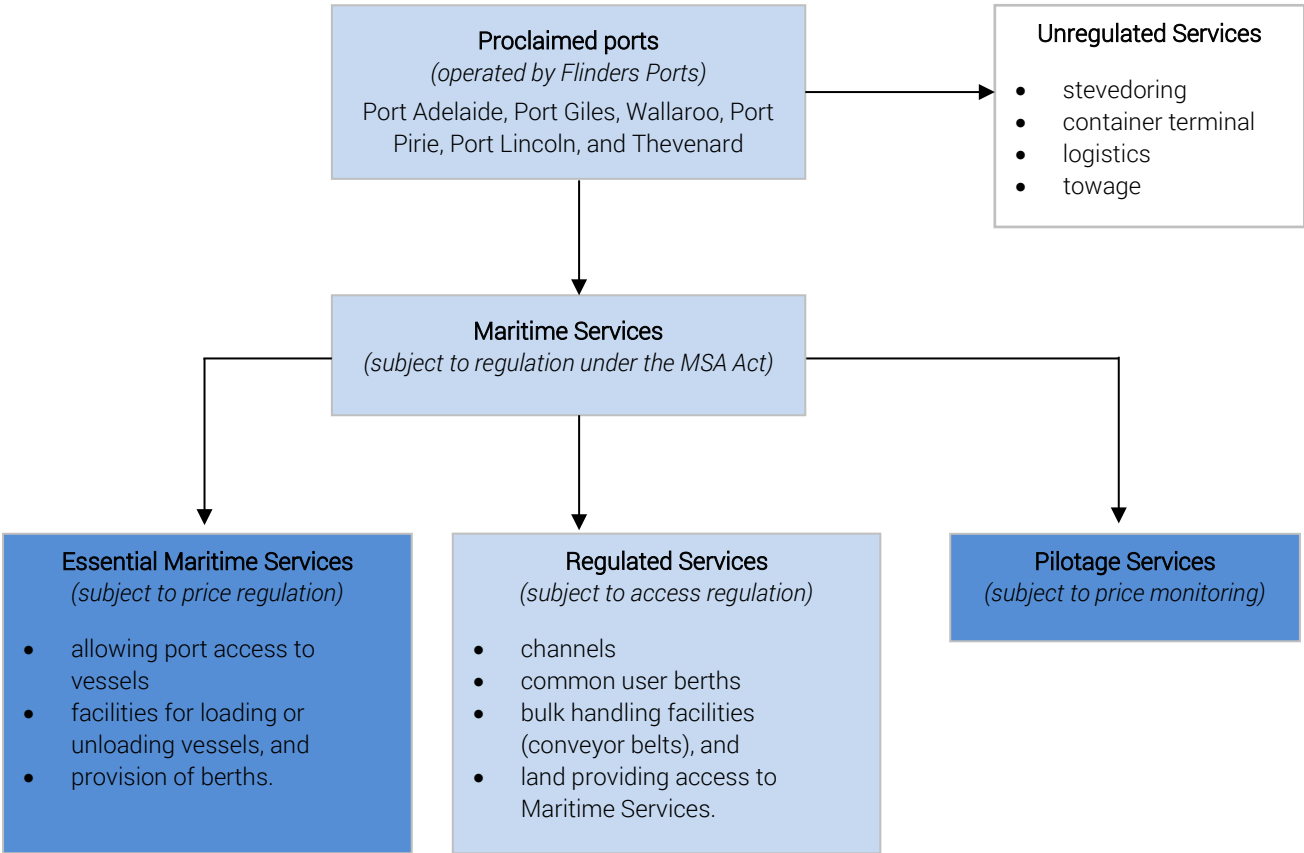 Proclaimed ports
(operated by Flinders Ports)
Port Adelaide, Port Giles, Wallaroo, Port
Pirie, Port Lincoln, and Thevenard
Unregulated Services
• stevedoring
• container terminal
• logistics
• towage
Maritime Services
(subject to regulation under the MSA Act)
Essential Maritime Services
(subject to price regulation)
• allowing port access to
vessels
• facilities for loading or
unloading vessels, and
• provision of berths.
Regulated Services
(subject to access regulation)
• channels
• common user berths
• bulk handling facilities
(conveyor belts), and
• land providing access to
Maritime Services.
Pilotage Services
(subject to price monitoring)